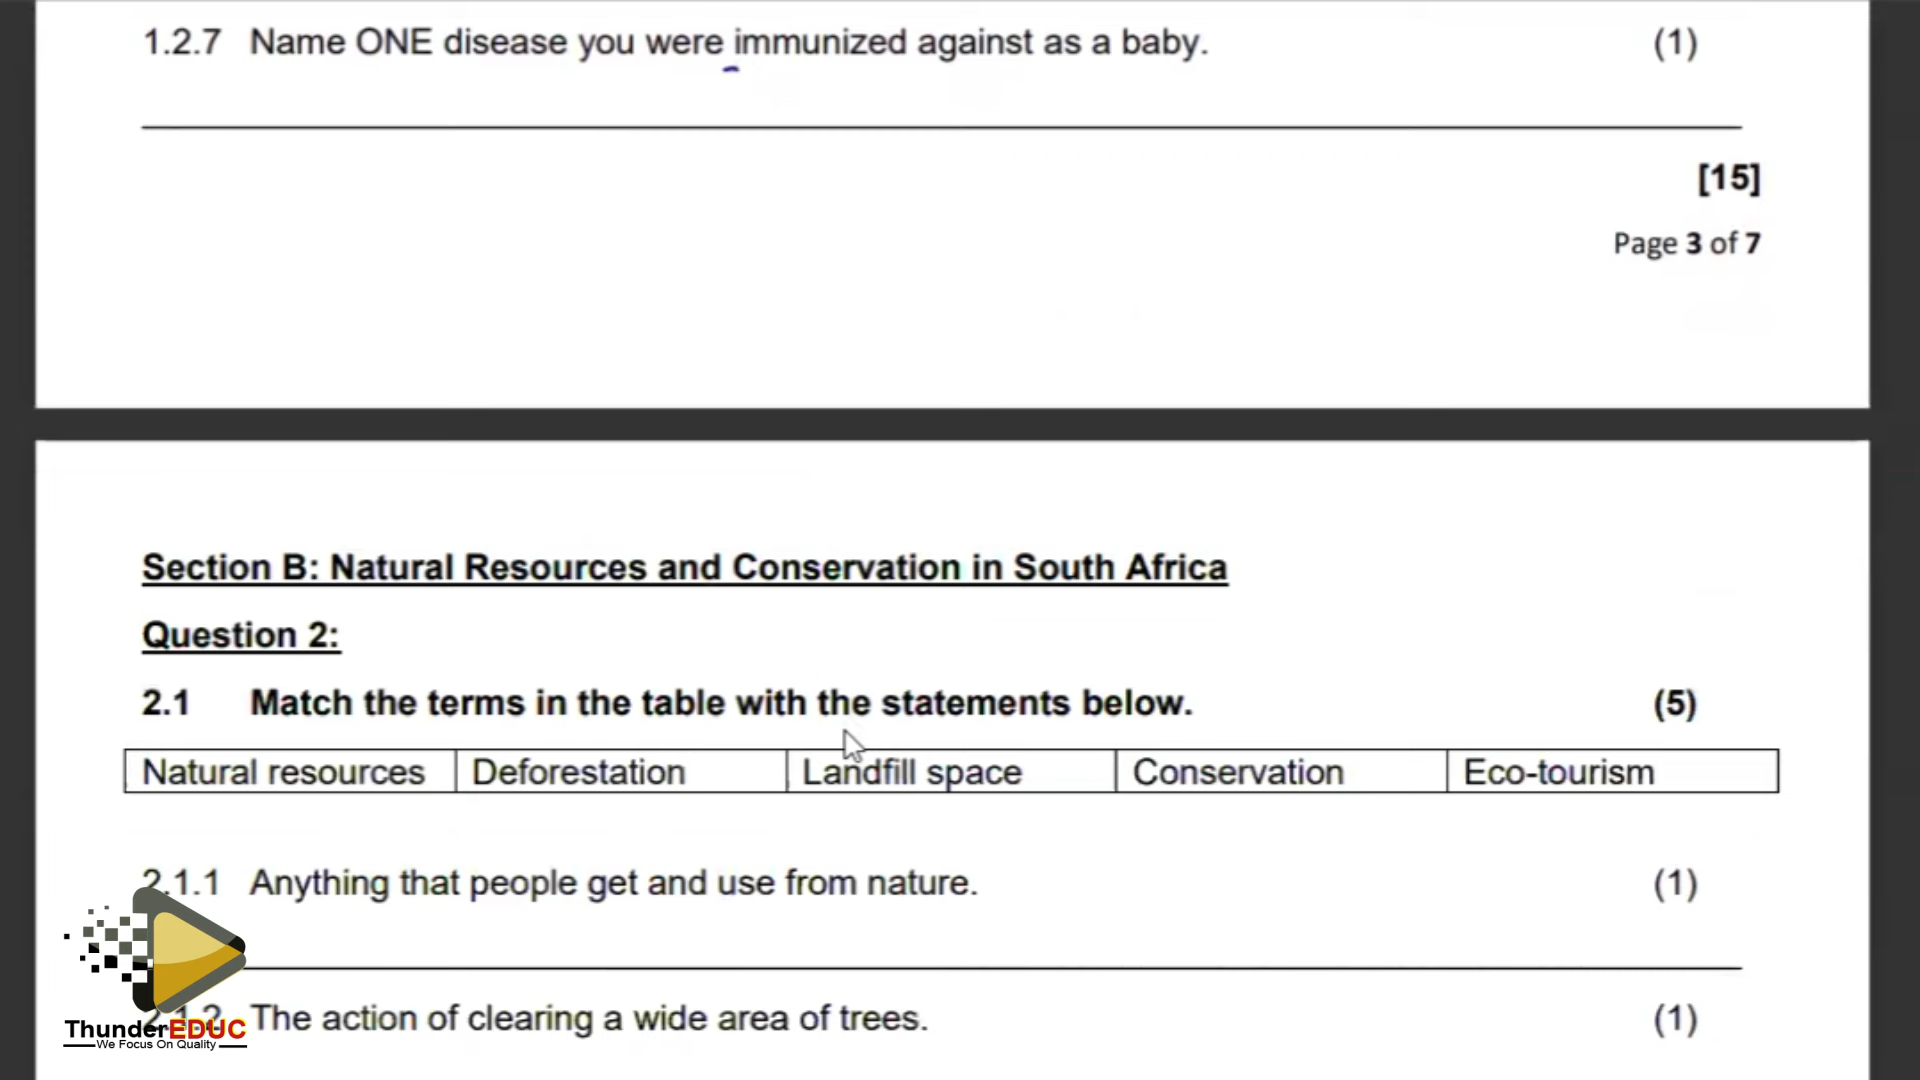 1.2.7 Name ONE disease you were immunized against as a baby. (1)
[15]
Page 3 of 7
Section B: Natural Resources and Conservation in South Africa
Question 2:
2.1 Match the terms in the table with the statements below. (5)
Natural resources Deforestation Landfill space Conservation Eco-tourism
2.1.1 Anything that people get and use from nature. (1)
2.1.2 The action of clearing a wide area of trees. (1)
ThunderEDUC
We Focus On Quality